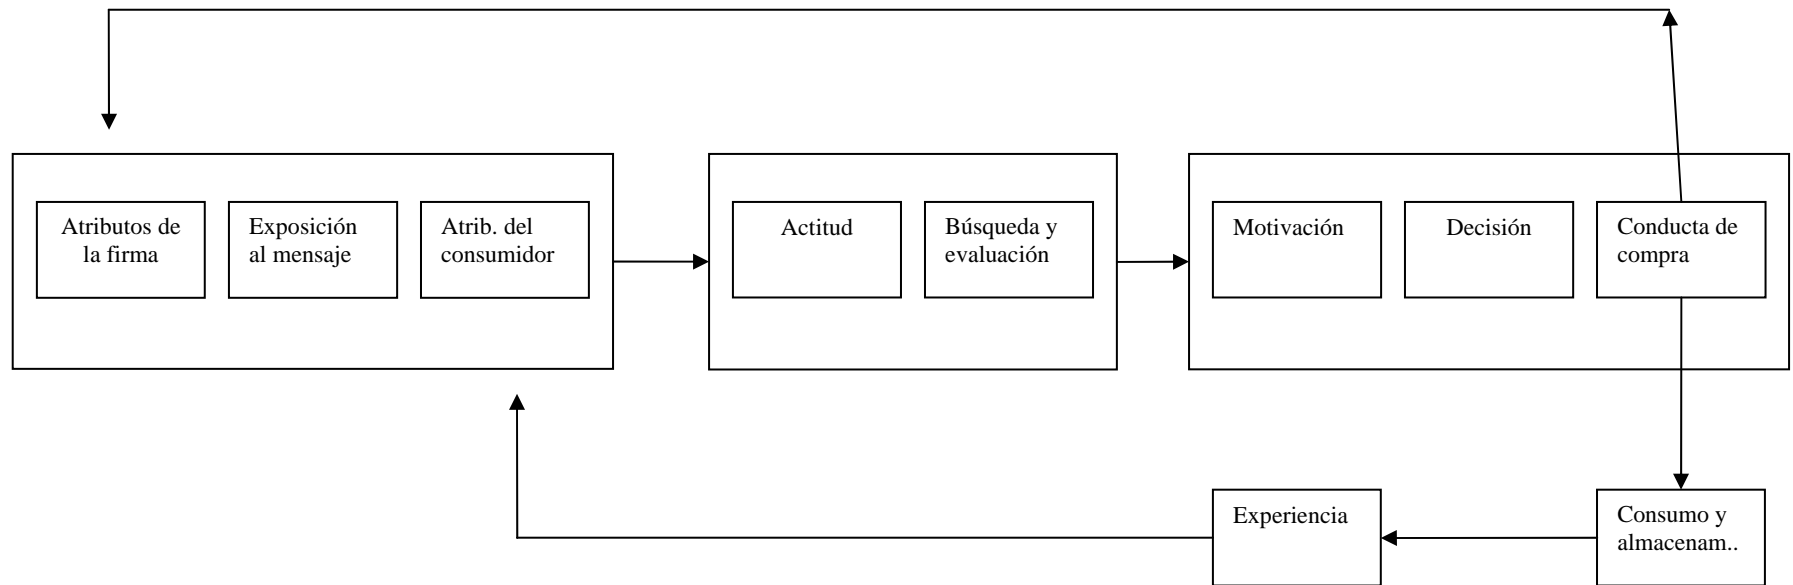 Atributos de
la firma
Exposición
al mensaje
Atrib. del
consumidor
Actitud
Búsqueda y
evaluación
Motivación
Decisión
Conducta de
compra
Experiencia
Consumo y
almacenam..